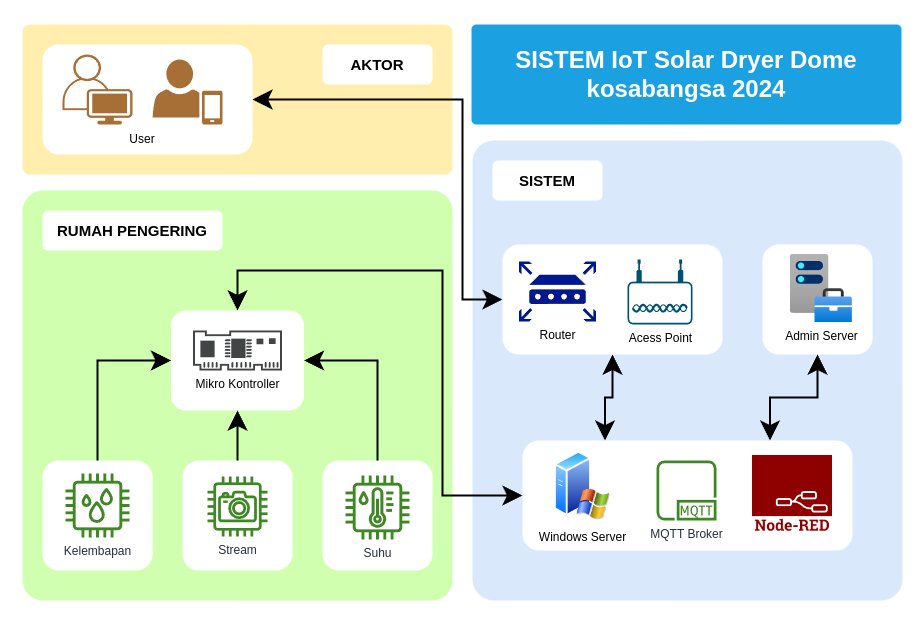 AKTOR
User
SISTEM IoT Solar Dryer Dome
kosabangsa 2024
SISTEM
Router
Acess Point
Admin Server
Windows Server
MQTT
MQTT Broker
Node-RED
RUMAH PENGERING
Mikro Kontroller
Kelembapan
Stream
Suhu